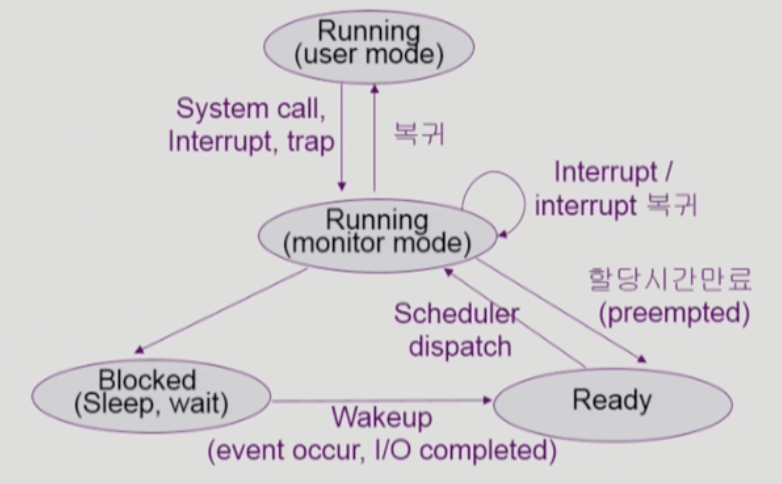 Running
(user mode)
System call,
Interrupt, trap
복귀
Interrupt /
interrupt 복귀
Running
(monitor mode)
할당시간만료
(preempted)
Scheduler
dispatch
Blocked
(Sleep, wait)
Ready
Wakeup
(event occur, I/O completed)